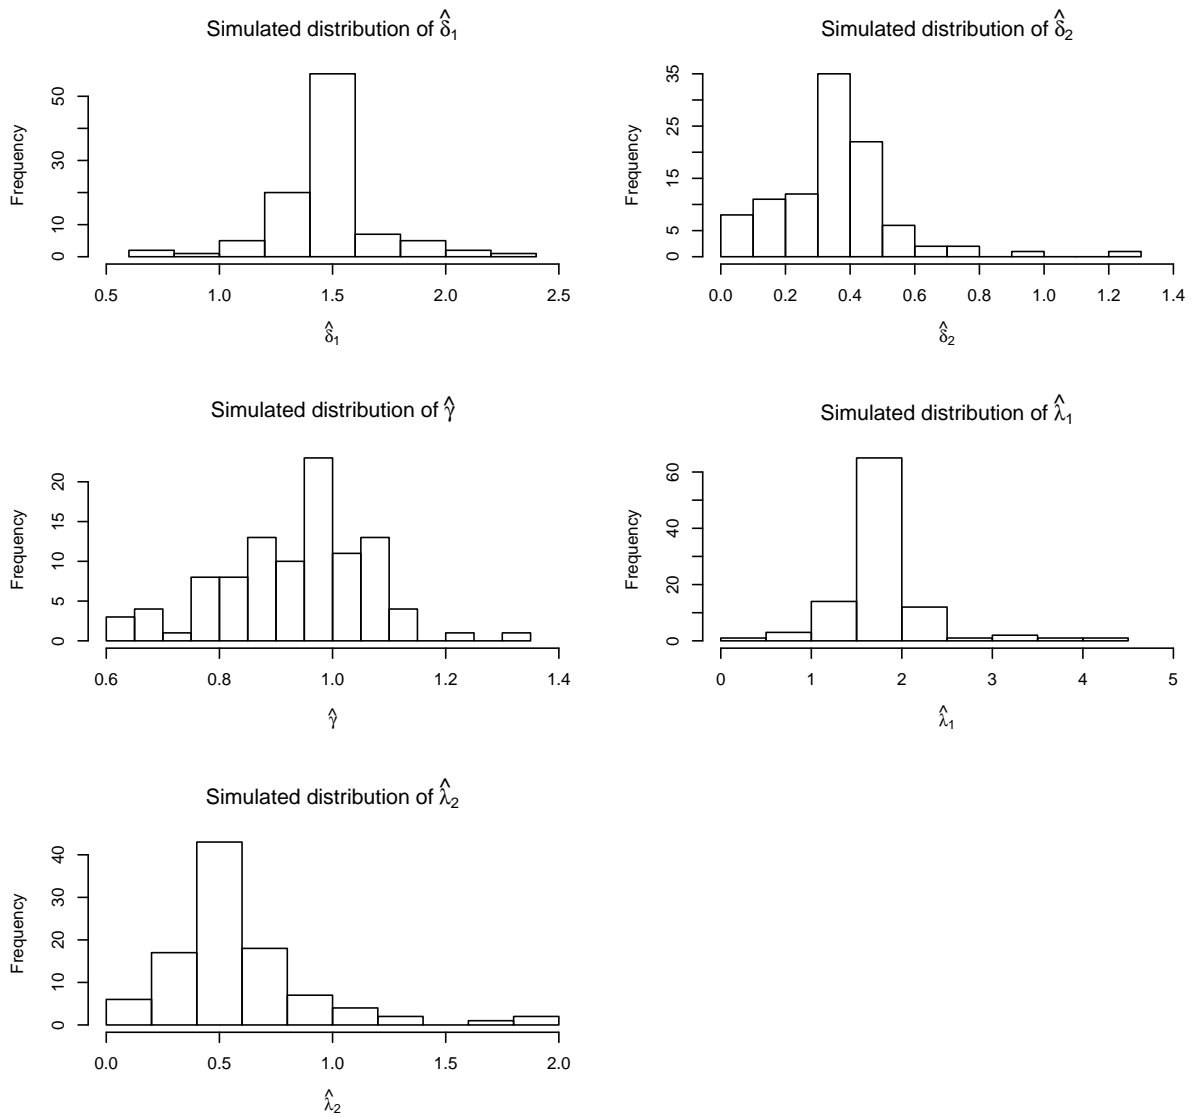 Simulated distribution of δ̂₁
Frequency
0 10 30 50
0.5 1.0 1.5 2.0 2.5
δ̂₁
Simulated distribution of δ̂₂
Frequency
0 5 15 25 35
0.0 0.2 0.4 0.6 0.8 1.0 1.2 1.4
δ̂₂
Simulated distribution of γ̂
Frequency
0 5 10 15 20
0.6 0.8 1.0 1.2 1.4
γ̂
Simulated distribution of λ̂₁
Frequency
0 20 40 60
0 1 2 3 4 5
λ̂₁
Simulated distribution of λ̂₂
Frequency
0 10 20 30 40
0.0 0.5 1.0 1.5 2.0
λ̂₂